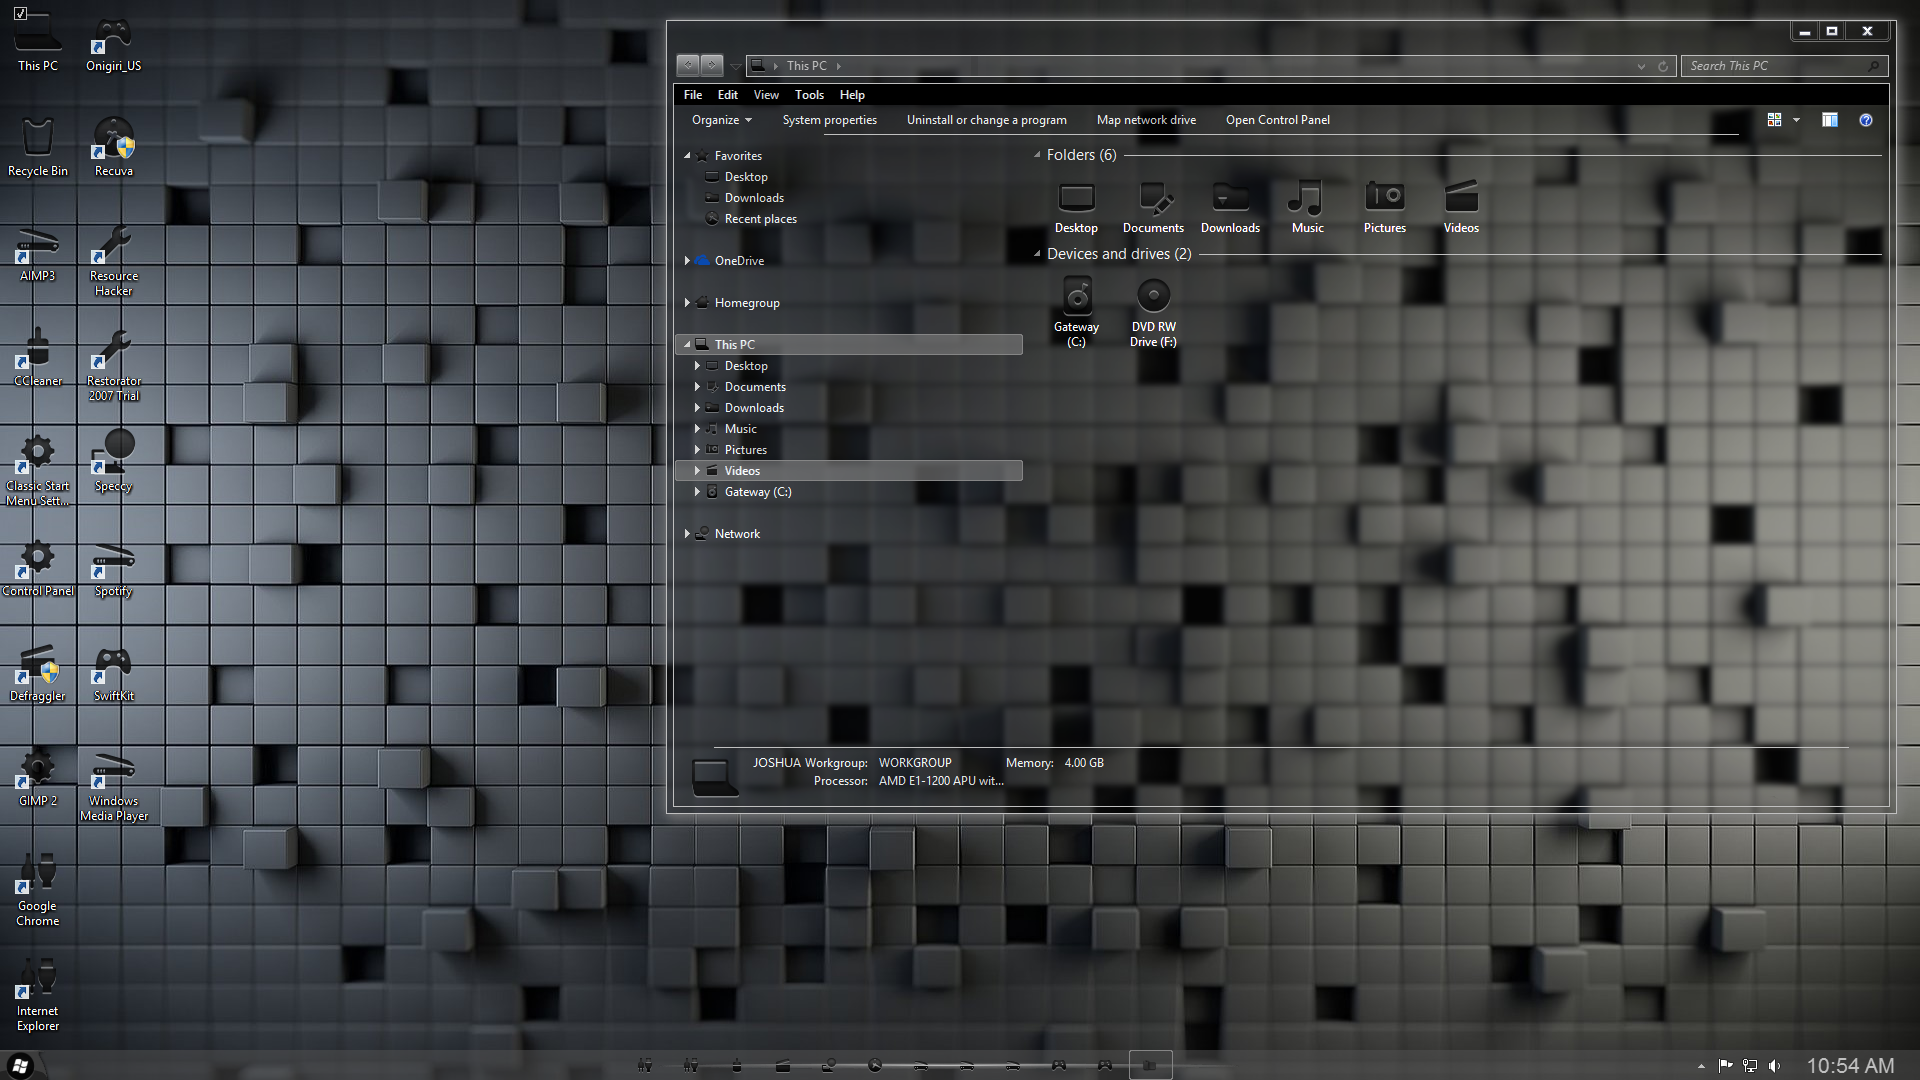 This PC
Onigiri_US
Recycle Bin
Recuva
AIMP3
Resource
Hacker
CCleaner
Restorator
2007 Trial
Classic Start
Menu Sett...
Speccy
Control Panel
Spotify
Defraggler
SwiftKit
GIMP 2
Windows
Media Player
Google
Chrome
Internet
Explorer
This PC
Search This PC
File Edit View Tools Help
Organize System properties Uninstall or change a program Map network drive Open Control Panel
Favorites
Desktop
Downloads
Recent places
OneDrive
Homegroup
This PC
Desktop
Documents
Downloads
Music
Pictures
Videos
Gateway (C:)
Network
Folders (6)
Desktop Documents Downloads Music Pictures Videos
Devices and drives (2)
Gateway
(C:)
DVD RW
Drive (F:)
JOSHUA Workgroup: WORKGROUP Memory: 4.00 GB
Processor: AMD E1-1200 APU wit...
10:54 AM